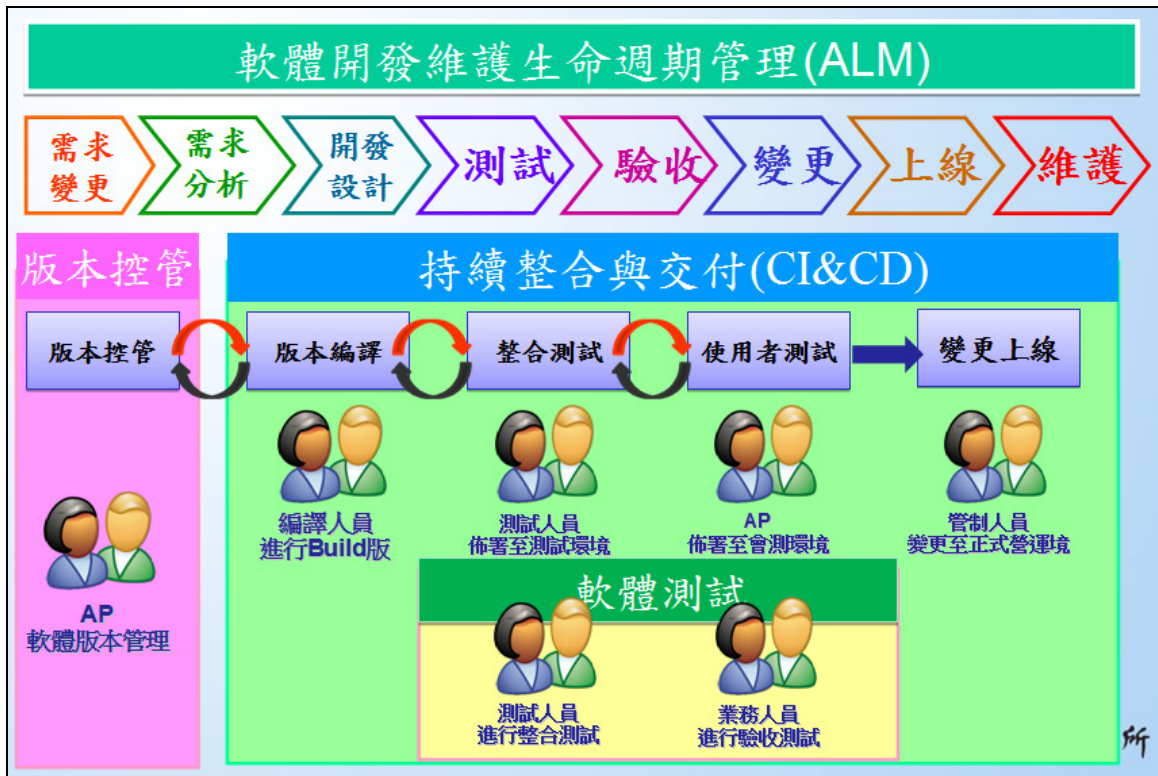 軟體開發維護生命週期管理(ALM)
需求
變更
需求
分析
開發
設計
測試
驗收
變更
上線
維護
版本控管
持續整合與交付(CI&CD)
版本控管
版本編譯
整合測試
使用者測試
變更上線
編譯人員
進行Build版
測試人員
佈署至測試環境
AP
佈署至會測環境
管制人員
變更至正式營運境
AP
軟體版本管理
軟體測試
測試人員
進行整合測試
業務人員
進行驗收測試